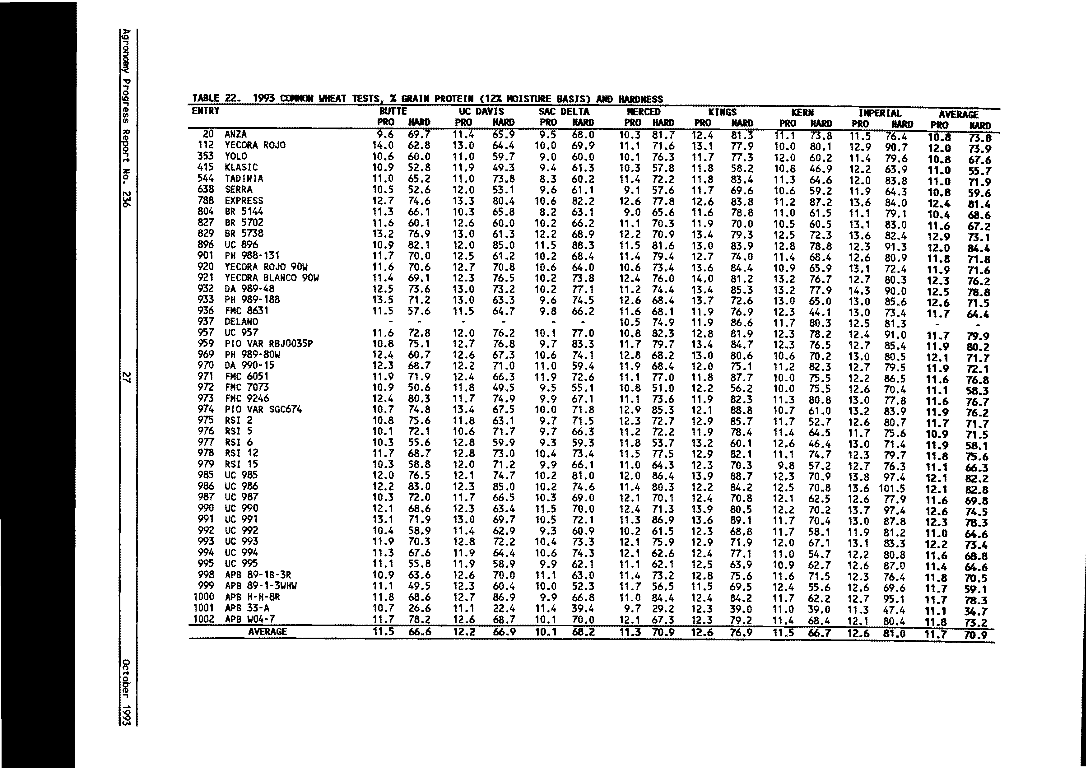 Agronomy Progress Report No. 236
27
October 1993
TABLE 22. 1993 COMMON WHEAT TESTS, % GRAIN PROTEIN (12% MOISTURE BASIS) AND HARDNESS
ENTRY BUTTE UC DAVIS SAC DELTA MERCED KINGS KERN IMPERIAL AVERAGE
PRO HARD PRO HARD PRO HARD PRO HARD PRO HARD PRO HARD PRO HARD PRO HARD
20 ANZA 9.6 69.7 11.4 65.9 9.5 68.0 10.3 81.7 12.4 81.3 11.1 73.8 11.5 76.4 10.8 73.8
112 YECORA ROJO 14.0 62.8 13.0 64.4 10.0 69.9 11.1 71.6 13.1 77.9 10.0 80.1 12.9 90.7 12.0 73.9
353 YOLO 10.6 60.0 11.0 59.7 9.0 60.0 10.1 76.3 11.7 77.3 12.0 60.2 11.4 79.6 10.8 67.6
415 KLASIC 10.9 52.8 11.9 49.3 9.4 61.3 10.3 57.8 11.8 58.2 10.8 46.9 12.2 63.9 11.0 55.7
544 TADINIA 11.0 65.2 11.0 73.8 8.3 60.2 11.4 72.2 11.8 83.4 11.3 64.6 12.0 83.8 11.0 71.9
638 SERRA 10.5 52.6 12.0 53.1 9.6 61.1 9.1 57.6 11.7 69.6 10.6 59.2 11.9 64.3 10.8 59.6
788 EXPRESS 12.7 74.6 13.3 80.4 10.6 82.2 12.6 77.8 12.6 83.8 11.2 87.2 13.6 84.0 12.4 81.4
804 BR 5144 11.3 66.1 10.3 65.8 8.2 63.1 9.0 65.6 11.6 78.8 11.0 61.5 11.1 79.1 10.4 68.6
827 BR 5702 11.6 60.1 12.6 60.0 10.2 66.2 11.1 70.3 11.9 70.0 10.5 60.5 13.1 83.0 11.6 67.2
829 BR 5738 13.2 76.9 13.0 61.3 12.2 68.9 12.2 70.9 13.4 79.3 12.5 72.3 13.6 82.4 12.9 73.1
896 UC 896 10.9 82.1 12.0 85.0 11.5 88.3 11.5 81.6 13.0 83.9 12.8 78.8 12.3 91.3 12.0 84.4
901 PH 988-131 11.7 70.0 12.5 61.2 10.2 68.4 11.4 79.4 12.7 74.0 11.4 68.4 12.6 80.9 11.8 71.8
920 YECORA ROJO 90W 11.6 70.6 12.7 70.8 10.6 64.0 10.6 73.4 13.6 84.4 10.9 65.9 13.1 72.4 11.9 71.6
921 YECORA BLANCO 90W 11.4 69.1 12.3 76.5 10.2 73.8 12.4 76.0 14.0 81.2 13.2 76.7 12.7 80.3 12.3 76.2
932 DA 989-48 12.5 73.6 13.0 73.2 10.2 77.1 11.2 74.4 13.4 85.3 13.2 77.9 14.3 90.0 12.5 78.8
933 PH 989-188 13.5 71.2 13.0 63.3 9.6 74.5 12.6 68.4 13.7 72.6 13.0 65.0 13.0 85.6 12.6 71.5
936 FMC 8631 11.5 57.6 11.5 64.7 9.8 66.2 11.6 68.1 11.9 76.9 12.3 44.1 13.0 73.4 11.7 64.4
937 DELANO - - - - - - 10.5 74.9 11.9 86.6 11.7 80.3 12.5 81.3 - -
957 UC 957 11.6 72.8 12.0 76.2 10.1 77.0 10.8 82.3 12.8 81.9 12.3 78.2 12.4 91.0 11.7 79.9
959 PIO VAR RBJ0035P 10.8 75.1 12.7 76.8 9.7 83.3 11.7 79.7 13.4 84.7 12.3 76.5 12.7 85.4 11.9 80.2
969 PH 989-80W 12.4 60.7 12.6 67.3 10.6 74.1 12.8 68.2 13.0 80.6 10.6 70.2 13.0 80.5 12.1 71.7
970 DA 990-15 12.3 68.7 12.2 71.0 11.0 59.4 11.9 68.4 12.0 75.1 11.2 82.3 12.7 79.5 11.9 72.1
971 FMC 6051 11.9 71.9 12.4 66.3 11.9 72.6 11.1 77.0 11.8 87.7 10.0 75.5 12.2 86.5 11.6 76.8
972 FMC 7073 10.9 50.6 11.8 49.5 9.5 55.1 10.8 51.0 12.2 56.2 10.0 75.5 12.6 70.4 11.1 58.3
973 FMC 9246 12.4 80.3 11.7 74.9 9.9 67.1 11.1 73.6 11.9 82.3 11.3 80.8 13.0 77.8 11.6 76.7
974 PIO VAR SGC674 10.7 74.8 13.4 67.5 10.0 71.8 12.9 85.3 12.1 88.8 10.7 61.0 13.2 83.9 11.9 76.2
975 RSI 2 10.8 75.6 11.8 63.1 9.7 71.5 12.3 72.7 12.9 85.7 11.7 52.7 12.6 80.7 11.7 71.7
976 RSI 5 10.1 72.1 10.6 71.7 9.7 66.3 11.2 72.2 11.9 78.4 11.4 64.5 11.7 75.6 10.9 71.5
977 RSI 6 10.3 55.6 12.8 59.9 9.3 59.3 11.8 53.7 13.2 60.1 12.6 46.4 13.0 71.4 11.9 58.1
978 RSI 12 11.7 68.7 12.8 73.0 10.4 73.4 11.5 77.5 12.9 82.1 11.1 74.7 12.3 79.7 11.8 75.6
979 RSI 15 10.3 58.8 12.0 71.2 9.9 66.1 11.0 64.3 12.3 70.3 9.8 57.2 12.7 76.3 11.1 66.3
985 UC 985 12.0 76.5 12.1 74.7 10.2 81.0 12.0 86.4 13.9 88.7 12.3 70.9 13.8 97.4 12.1 82.2
986 UC 986 12.2 83.0 12.3 85.0 10.2 74.6 11.4 80.3 12.2 84.2 12.5 70.8 13.6 101.5 12.1 82.8
987 UC 987 10.3 72.0 11.7 66.5 10.3 69.0 12.1 70.1 12.4 70.8 12.1 62.5 12.6 77.9 11.6 69.8
990 UC 990 12.1 68.6 12.3 63.4 11.5 70.0 12.4 71.3 13.9 80.5 12.2 70.2 13.7 97.4 12.6 74.5
991 UC 991 13.1 71.9 13.0 69.7 10.5 72.1 11.3 86.9 13.6 89.1 11.7 70.4 13.0 87.8 12.3 78.3
992 UC 992 10.4 58.9 11.4 62.9 9.3 60.9 10.2 61.5 12.3 68.8 11.7 58.1 11.9 81.2 11.0 64.6
993 UC 993 11.9 70.3 12.8 72.2 10.4 73.3 12.1 75.9 12.9 71.9 12.0 67.1 13.1 83.3 12.2 73.4
994 UC 994 11.3 67.6 11.9 64.4 10.6 74.3 12.1 62.6 12.4 77.1 11.0 54.7 12.2 80.8 11.6 68.8
995 UC 995 11.1 55.8 11.9 58.9 9.9 62.1 11.1 62.1 12.5 63.9 10.9 62.7 12.6 87.0 11.4 64.6
998 APB 89-18-3R 10.9 63.6 12.6 70.0 11.1 63.0 11.4 73.2 12.8 75.6 11.6 71.5 12.3 76.4 11.8 70.5
999 APB 89-1-3WHW 11.1 49.5 12.3 60.4 10.0 52.3 11.7 56.5 11.5 69.5 12.4 55.6 12.6 69.6 11.7 59.1
1000 APB H-H-BR 11.8 68.6 12.7 86.9 9.9 66.8 11.0 84.4 12.4 84.2 11.7 62.2 12.7 95.1 11.7 78.3
1001 APB 33-A 10.7 26.6 11.1 22.4 11.4 39.4 9.7 29.2 12.3 39.0 11.0 39.0 11.3 47.4 11.1 34.7
1002 APB W04-7 11.7 78.2 12.6 68.7 10.1 70.0 12.1 67.3 12.3 79.2 11.4 68.4 12.1 80.4 11.8 73.2
AVERAGE 11.5 66.6 12.2 66.9 10.1 68.2 11.3 70.9 12.6 76.9 11.5 66.7 12.6 81.0 11.7 70.9